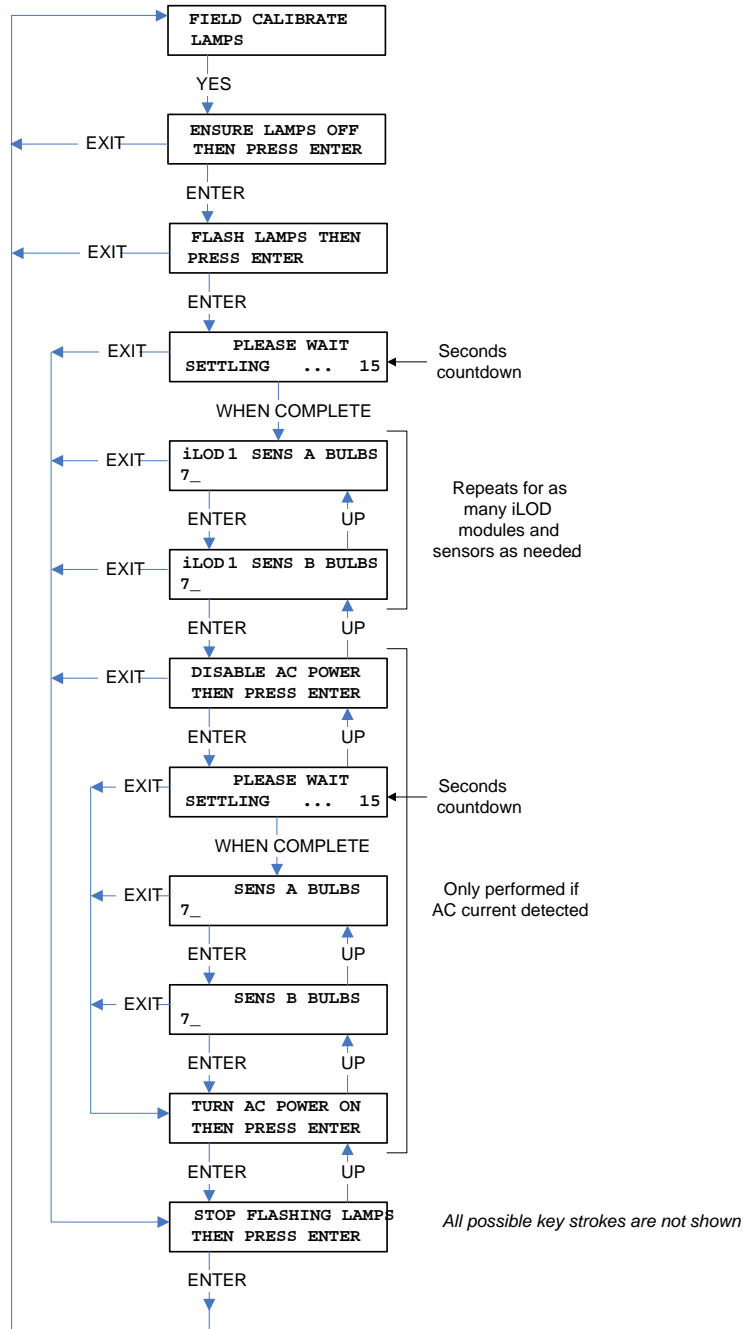 FIELD CALIBRATE
LAMPS
YES
ENSURE LAMPS OFF
THEN PRESS ENTER
EXIT
ENTER
FLASH LAMPS THEN
PRESS ENTER
EXIT
ENTER
PLEASE WAIT
SETTLING ... 15
EXIT
Seconds
countdown
WHEN COMPLETE
iLOD1 SENS A BULBS
7_
EXIT
ENTER
UP
Repeats for as
many iLOD
modules and
sensors as needed
iLOD1 SENS B BULBS
7_
EXIT
ENTER
UP
DISABLE AC POWER
THEN PRESS ENTER
EXIT
ENTER
UP
PLEASE WAIT
SETTLING ... 15
EXIT
Seconds
countdown
WHEN COMPLETE
SENS A BULBS
7_
EXIT
Only performed if
AC current detected
ENTER
UP
SENS B BULBS
7_
EXIT
ENTER
UP
TURN AC POWER ON
THEN PRESS ENTER
ENTER
UP
STOP FLASHING LAMPS
THEN PRESS ENTER
All possible key strokes are not shown
ENTER